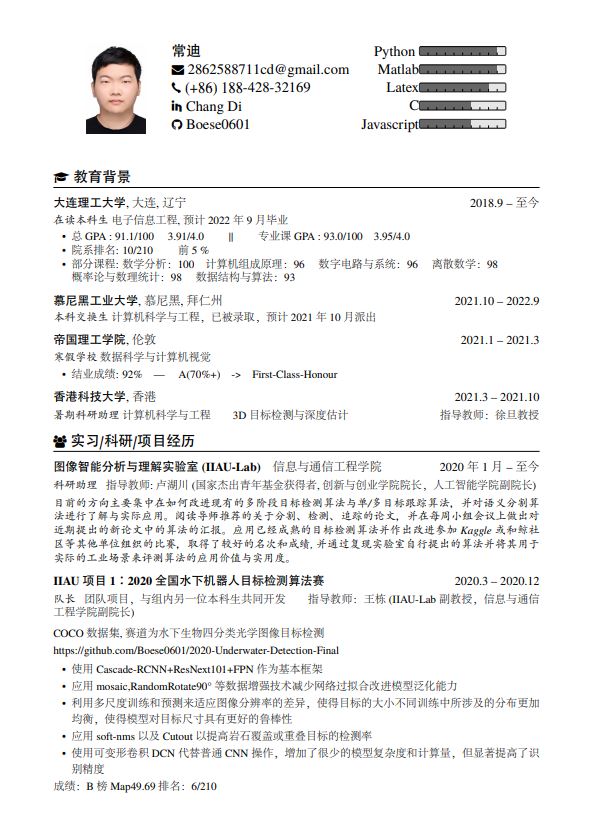 常迪
2862588711cd@gmail.com
(+86) 188-428-32169
Chang Di
Boese0601
Python
Matlab
Latex
C
Javascript
教育背景
大连理工大学, 大连, 辽宁 2018.9 – 至今
在读本科生 电子信息工程, 预计 2022 年 9 月毕业
• 总 GPA : 91.1/100 3.91/4.0 || 专业课 GPA : 93.0/100 3.95/4.0
• 院系排名: 10/210 前 5 %
• 部分课程: 数学分析：100 计算机组成原理：96 数字电路与系统：96 离散数学：98
概率论与数理统计：98 数据结构与算法：93
慕尼黑工业大学, 慕尼黑, 拜仁州 2021.10 – 2022.9
本科交换生 计算机科学与工程，已被录取，预计 2021 年 10 月派出
帝国理工学院, 伦敦 2021.1 – 2021.3
寒假学校 数据科学与计算机视觉
• 结业成绩: 92% — A(70%+) -> First-Class-Honour
香港科技大学, 香港 2021.3 – 2021.10
暑期科研助理 计算机科学与工程 3D 目标检测与深度估计 指导教师：徐旦教授
实习/科研/项目经历
图像智能分析与理解实验室 (IIAU-Lab) 信息与通信工程学院 2020 年 1 月 – 至今
科研助理 指导教师: 卢湖川 (国家杰出青年基金获得者, 创新与创业学院院长，人工智能学院副院长)
目前的方向主要集中在如何改进现有的多阶段目标检测算法与单/多目标跟踪算法，并对语义分割算
法进行了解与实际应用。阅读导师推荐的关于分割、检测、追踪的论文，并在每周小组会议上做出对
近期提出的新论文中的算法的汇报。应用已经成熟的目标检测算法并作出改进参加 Kaggle 或和鲸社
区等其他单位组织的比赛，取得了较好的名次和成绩, 并通过复现实验室自行提出的算法并将其用于
实际的工业场景来评测算法的应用价值与实用度。
IIAU 项目 1：2020 全国水下机器人目标检测算法赛 2020.3 – 2020.12
队长 团队项目，与组内另一位本科生共同开发 指导教师：王栋 (IIAU-Lab 副教授，信息与通信
工程学院副院长)
COCO 数据集, 赛道为水下生物四分类光学图像目标检测
https://github.com/Boese0601/2020-Underwater-Detection-Final
• 使用 Cascade-RCNN+ResNext101+FPN 作为基本框架
• 应用 mosaic,RandomRotate90° 等数据增强技术减少网络过拟合改进模型泛化能力
• 利用多尺度训练和预测来适应图像分辨率的差异，使得目标的大小不同训练中所涉及的分布更加
均衡，使得模型对目标尺寸具有更好的鲁棒性
• 应用 soft-nms 以及 Cutout 以提高岩石覆盖或重叠目标的检测率
• 使用可变形卷积 DCN 代替普通 CNN 操作，增加了很少的模型复杂度和计算量，但显著提高了识
别精度
成绩：B 榜 Map49.69 排名：6/210